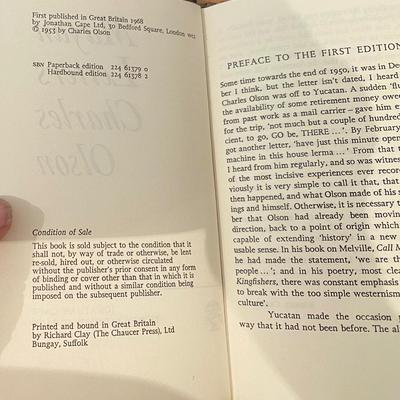 First published in Great Britain 1968
by Jonathan Cape Ltd, 30 Bedford Square, London WC1
© 1953 by Charles Olson
SBN Paperback edition 224 61379 0
Hardbound edition 224 61378 2
Condition of Sale
This book is sold subject to the condition that it
shall not, by way of trade or otherwise, be lent
re-sold, hired out, or otherwise circulated
without the publisher's prior consent in any form
of binding or cover other than that in which it is
published and without a similar condition being
imposed on the subsequent publisher.
Printed and bound in Great Britain
by Richard Clay (The Chaucer Press), Ltd
Bungay, Suffolk
PREFACE TO THE FIRST EDITION
Some time towards the end of 1950, it was in Dec
ber I think, but the letter isn't dated, I heard
Charles Olson was off to Yucatan. A sudden 'flu
the availability of some retirement money owe
from past work as a mail carrier – gave him e
for the trip, 'not much but a couple of hundred
cient, to go, GO be, THERE ...'. By February
got another letter, 'have just this minute open
machine in this house lerma ...' From that t
I heard from him regularly, and so was witness
of the most incisive experiences ever recor
viously it is very simple to call it that, that
then happened, and what Olson made of his s
ings and himself. Otherwise, it is necessary t
ber that Olson had already been movin
direction, back to a point of origin which
capable of extending 'history' in a new
usable sense. In his book on Melville, Call M
he had made the statement, 'we are th
people ...'; and in his poetry, most clea
Kingfishers, there was constant emphasis
to break with the too simple westernism
culture'.
Yucatan made the occasion
way that it had not been before. The al